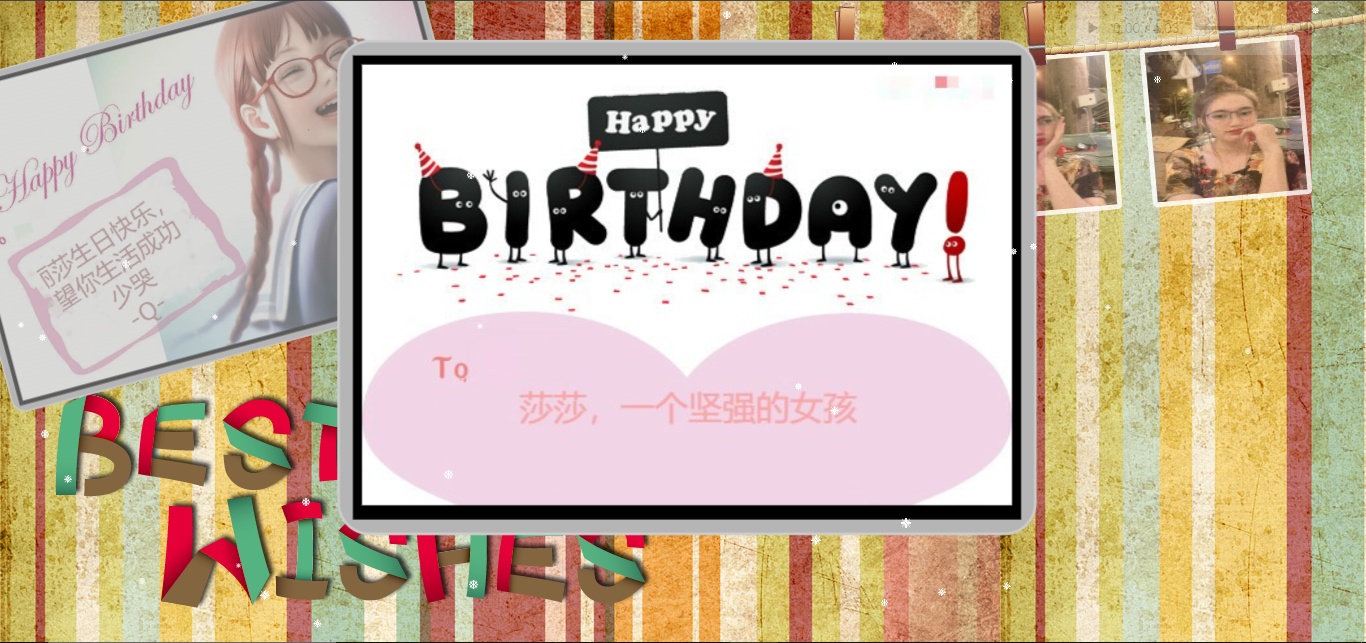 Happy Birthday
丽莎生日快乐，
望你生活成功
少哭
-Q-
Happy
BIRTHDAY!
To
莎莎，一个坚强的女孩
BEST
WISHES